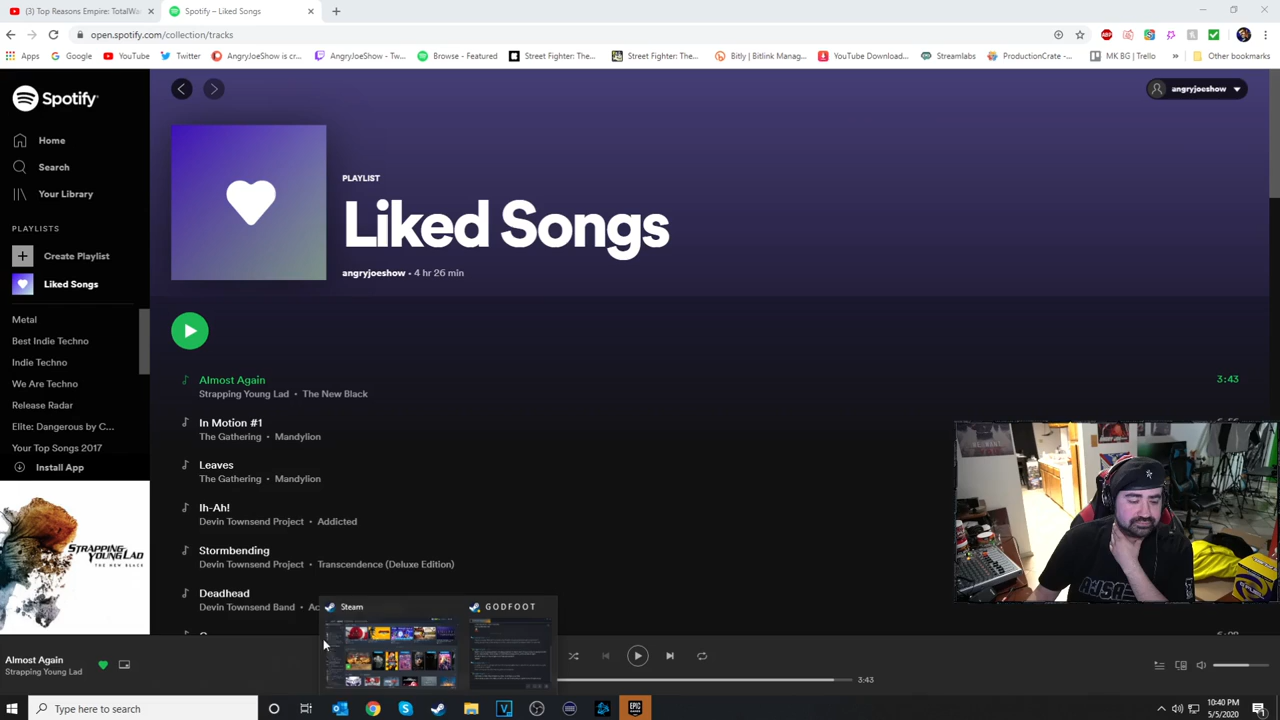 (3) Top Reasons Empire: TotalWa
Spotify – Liked Songs
open.spotify.com/collection/tracks
Apps
Google
YouTube
Twitter
AngryJoeShow is cr...
AngryJoeShow - Tw...
Browse - Featured
Street Fighter: The...
Street Fighter: The...
Bitly | Bitlink Manag...
YouTube Download...
Streamlabs
ProductionCrate -...
MK BG | Trello
»
Other bookmarks
Spotify
angryjoeshow
Home
Search
Your Library
PLAYLISTS
Create Playlist
Liked Songs
Metal
Best Indie Techno
Indie Techno
We Are Techno
Release Radar
Elite: Dangerous by C...
Your Top Songs 2017
Install App
PLAYLIST
Liked Songs
angryjoeshow • 4 hr 26 min
Almost Again
3:43
Strapping Young Lad • The New Black
In Motion #1
The Gathering • Mandylion
Leaves
The Gathering • Mandylion
Ih-Ah!
Devin Townsend Project • Addicted
Stormbending
Devin Townsend Project • Transcendence (Deluxe Edition)
Deadhead
Devin Townsend Band • Ac
STRAPPING YOUNG LAD
THE NEW BLACK
Steam
GODFOOT
Almost Again
Strapping Young Lad
3:43
Type here to search
EPIC
GAMES
10:40 PM
5/5/2020